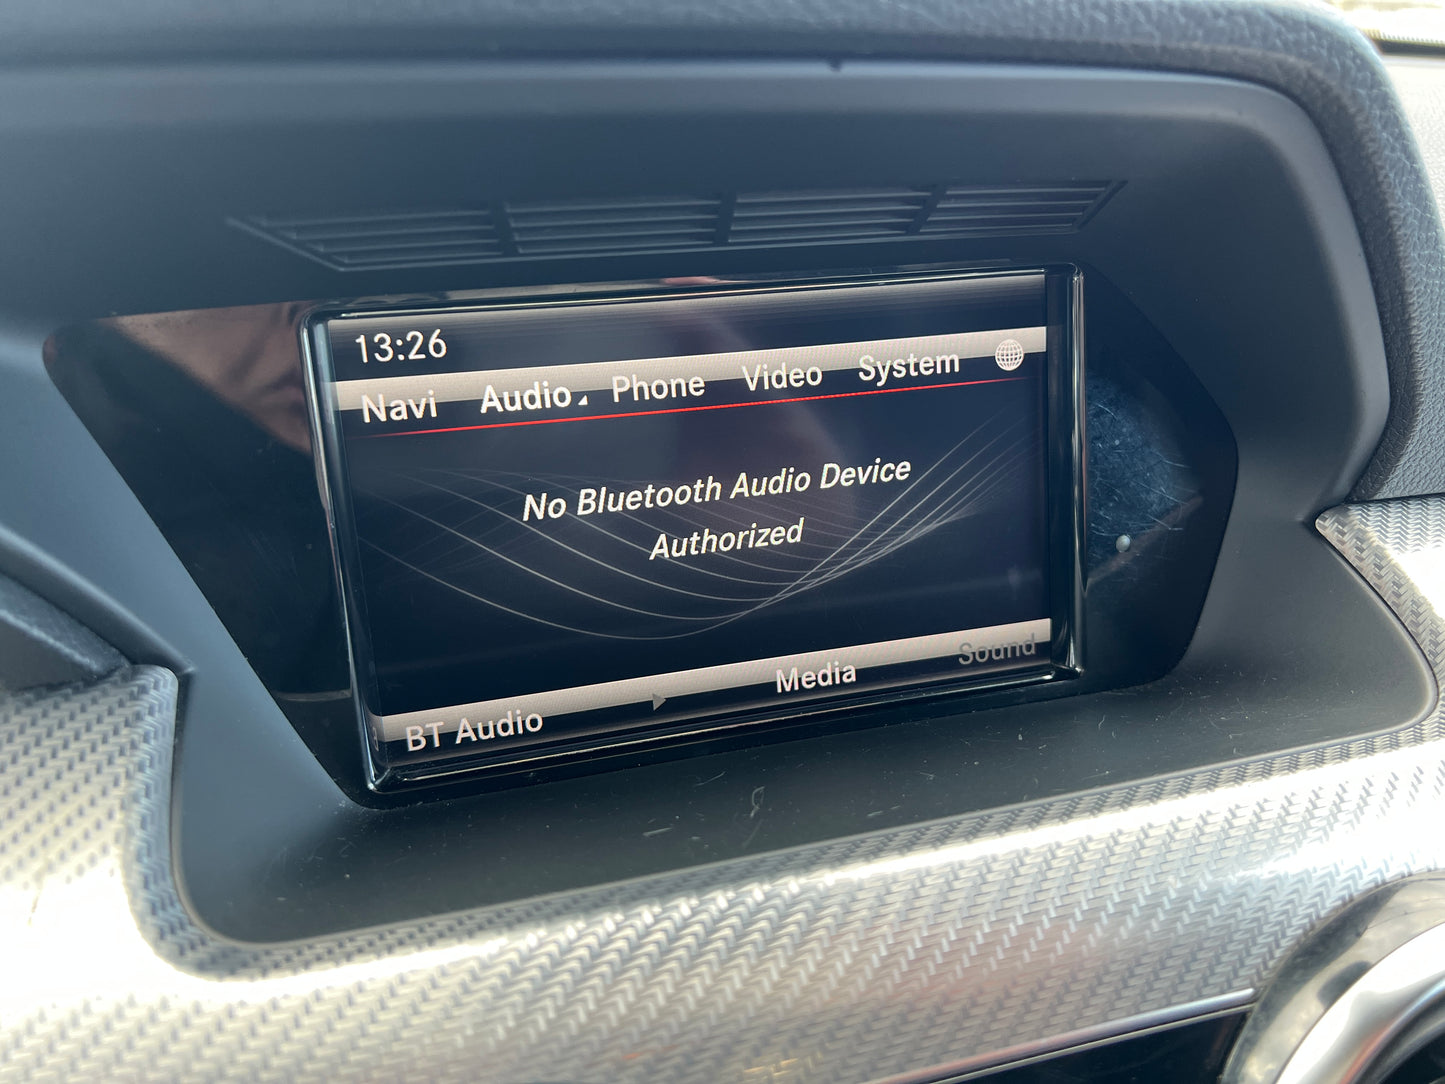 13:26
Navi Audio Phone Video System
No Bluetooth Audio Device
Authorized
BT Audio Media Sound